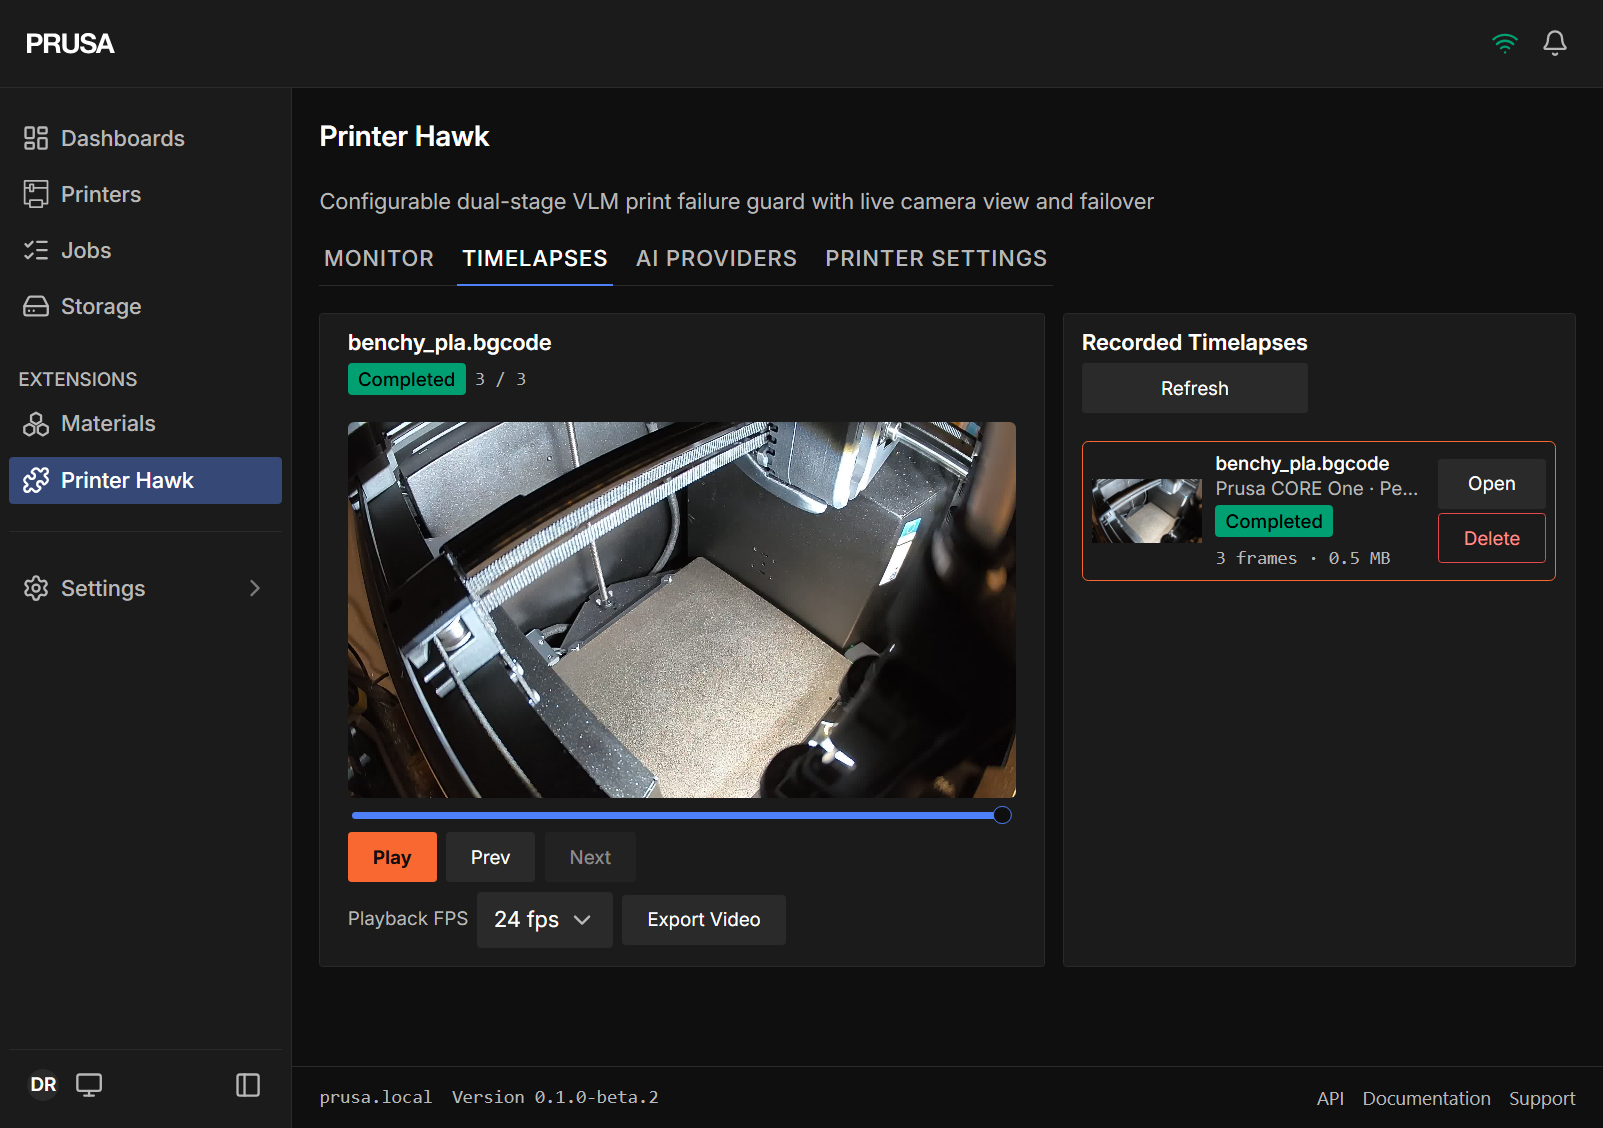 PRUSA
Dashboards
Printers
Jobs
Storage
EXTENSIONS
Materials
Printer Hawk
Settings
DR
Printer Hawk
Configurable dual-stage VLM print failure guard with live camera view and failover
MONITOR TIMELAPSES AI PROVIDERS PRINTER SETTINGS
benchy_pla.bgcode
Completed 3 / 3
Play Prev Next
Playback FPS 24 fps Export Video
Recorded Timelapses
Refresh
benchy_pla.bgcode
Prusa CORE One · Pe...
Completed
3 frames · 0.5 MB
Open
Delete
prusa.local Version 0.1.0-beta.2
API Documentation Support